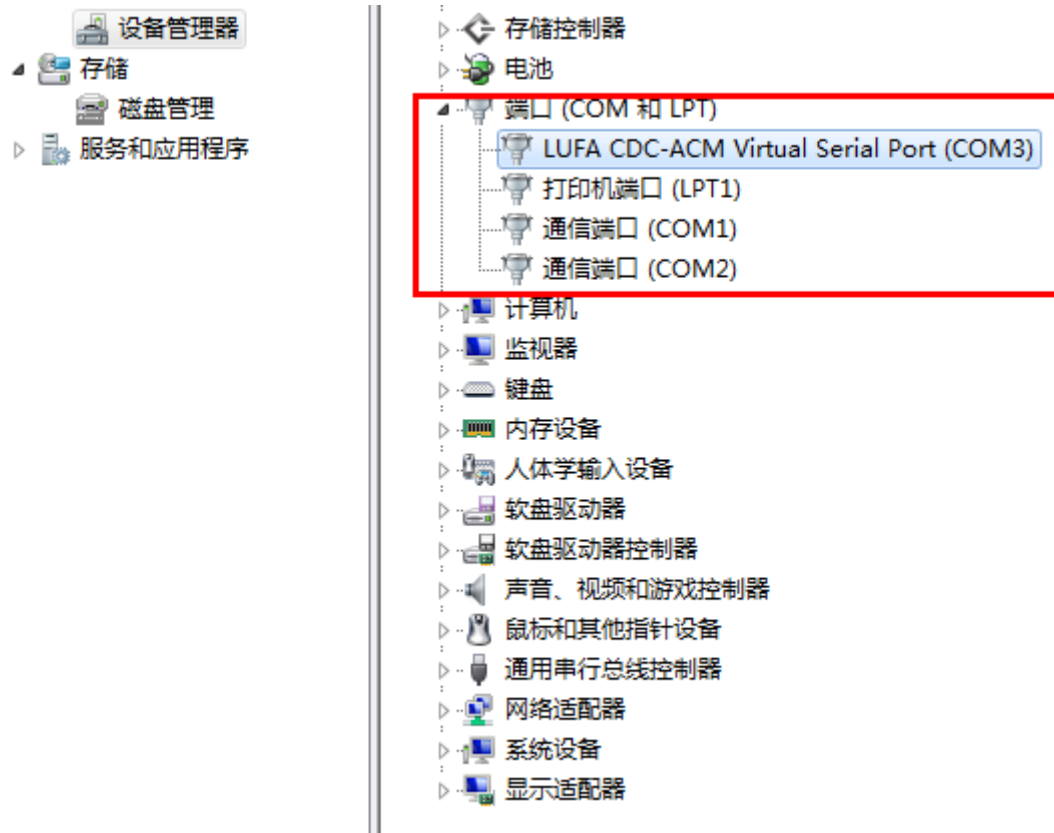 设备管理器
存储
磁盘管理
服务和应用程序
存储控制器
电池
端口 (COM 和 LPT)
LUFA CDC-ACM Virtual Serial Port (COM3)
打印机端口 (LPT1)
通信端口 (COM1)
通信端口 (COM2)
计算机
监视器
键盘
内存设备
人体学输入设备
软盘驱动器
软盘驱动器控制器
声音、视频和游戏控制器
鼠标和其他指针设备
通用串行总线控制器
网络适配器
系统设备
显示适配器